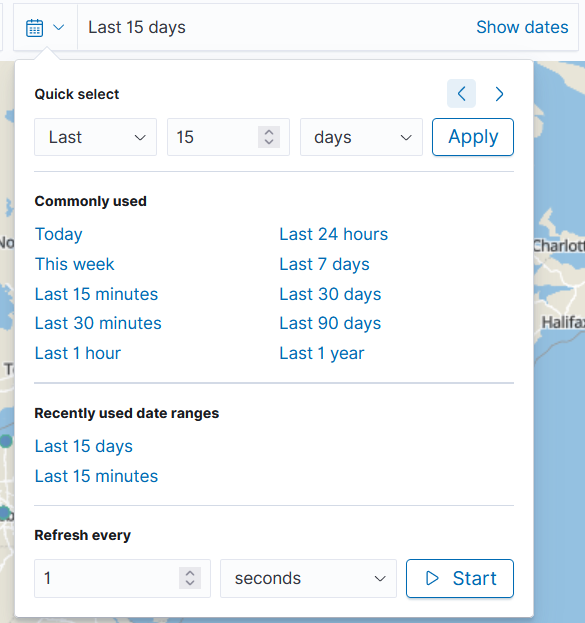 Last 15 days Show dates
Quick select
Last 15 days Apply
Commonly used
Today Last 24 hours
This week Last 7 days
Last 15 minutes Last 30 days
Last 30 minutes Last 90 days
Last 1 hour Last 1 year
Recently used date ranges
Last 15 days
Last 15 minutes
Refresh every
1 seconds Start
No
Charlott
Halifa
T